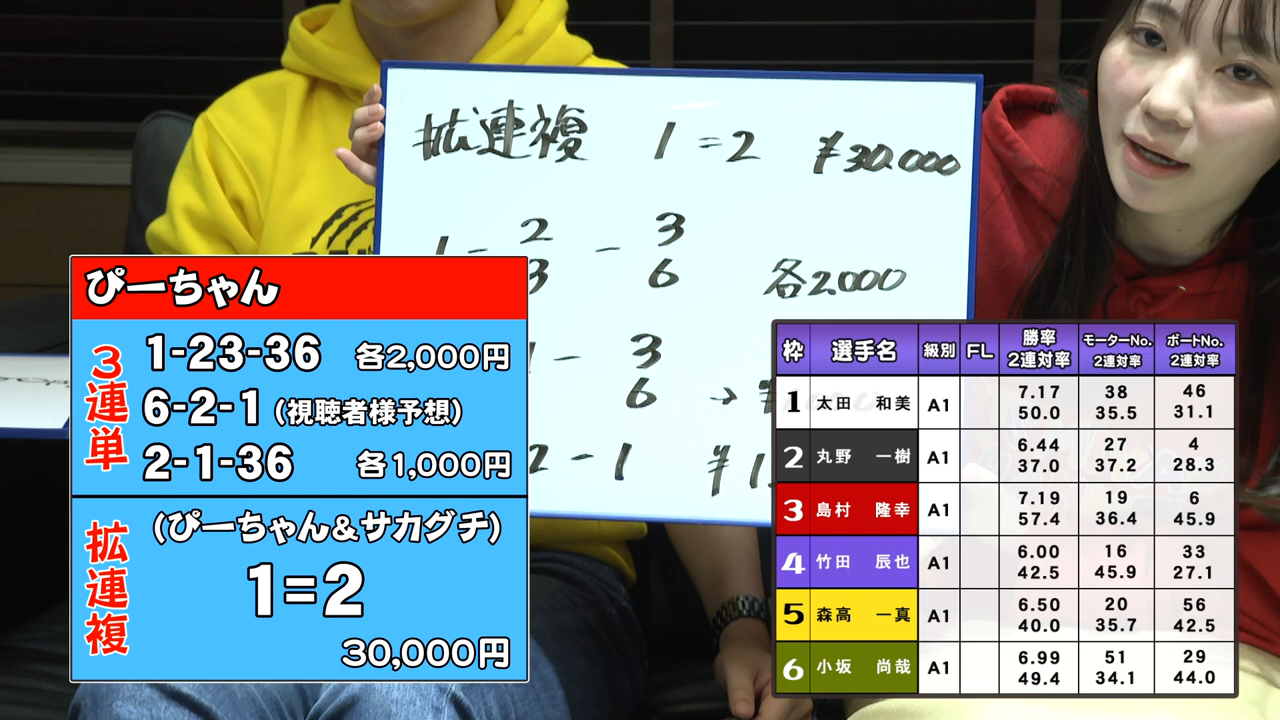 拡連複 1=2 ¥30.000
1 - 2 3 - 3 6 各2000
1 - 3 6 → ¥
2 - 1 ¥1
ぴーちゃん
3連単
1-23-36 各2,000円
6-2-1 (視聴者様予想)
2-1-36 各1,000円
拡連複
(ぴーちゃん&サカグチ)
1=2
30,000円
枠 選手名 級別 FL 勝率 2連対率 モーターNo. 2連対率 ボートNo. 2連対率
1 太田 和美 A1 7.17 50.0 38 35.5 46 31.1
2 丸野 一樹 A1 6.44 37.0 27 37.2 4 28.3
3 島村 隆幸 A1 7.19 57.4 19 36.4 6 45.9
4 竹田 辰也 A1 6.00 42.5 16 45.9 33 27.1
5 森高 一真 A1 6.50 40.0 20 35.7 56 42.5
6 小坂 尚哉 A1 6.99 49.4 51 34.1 29 44.0